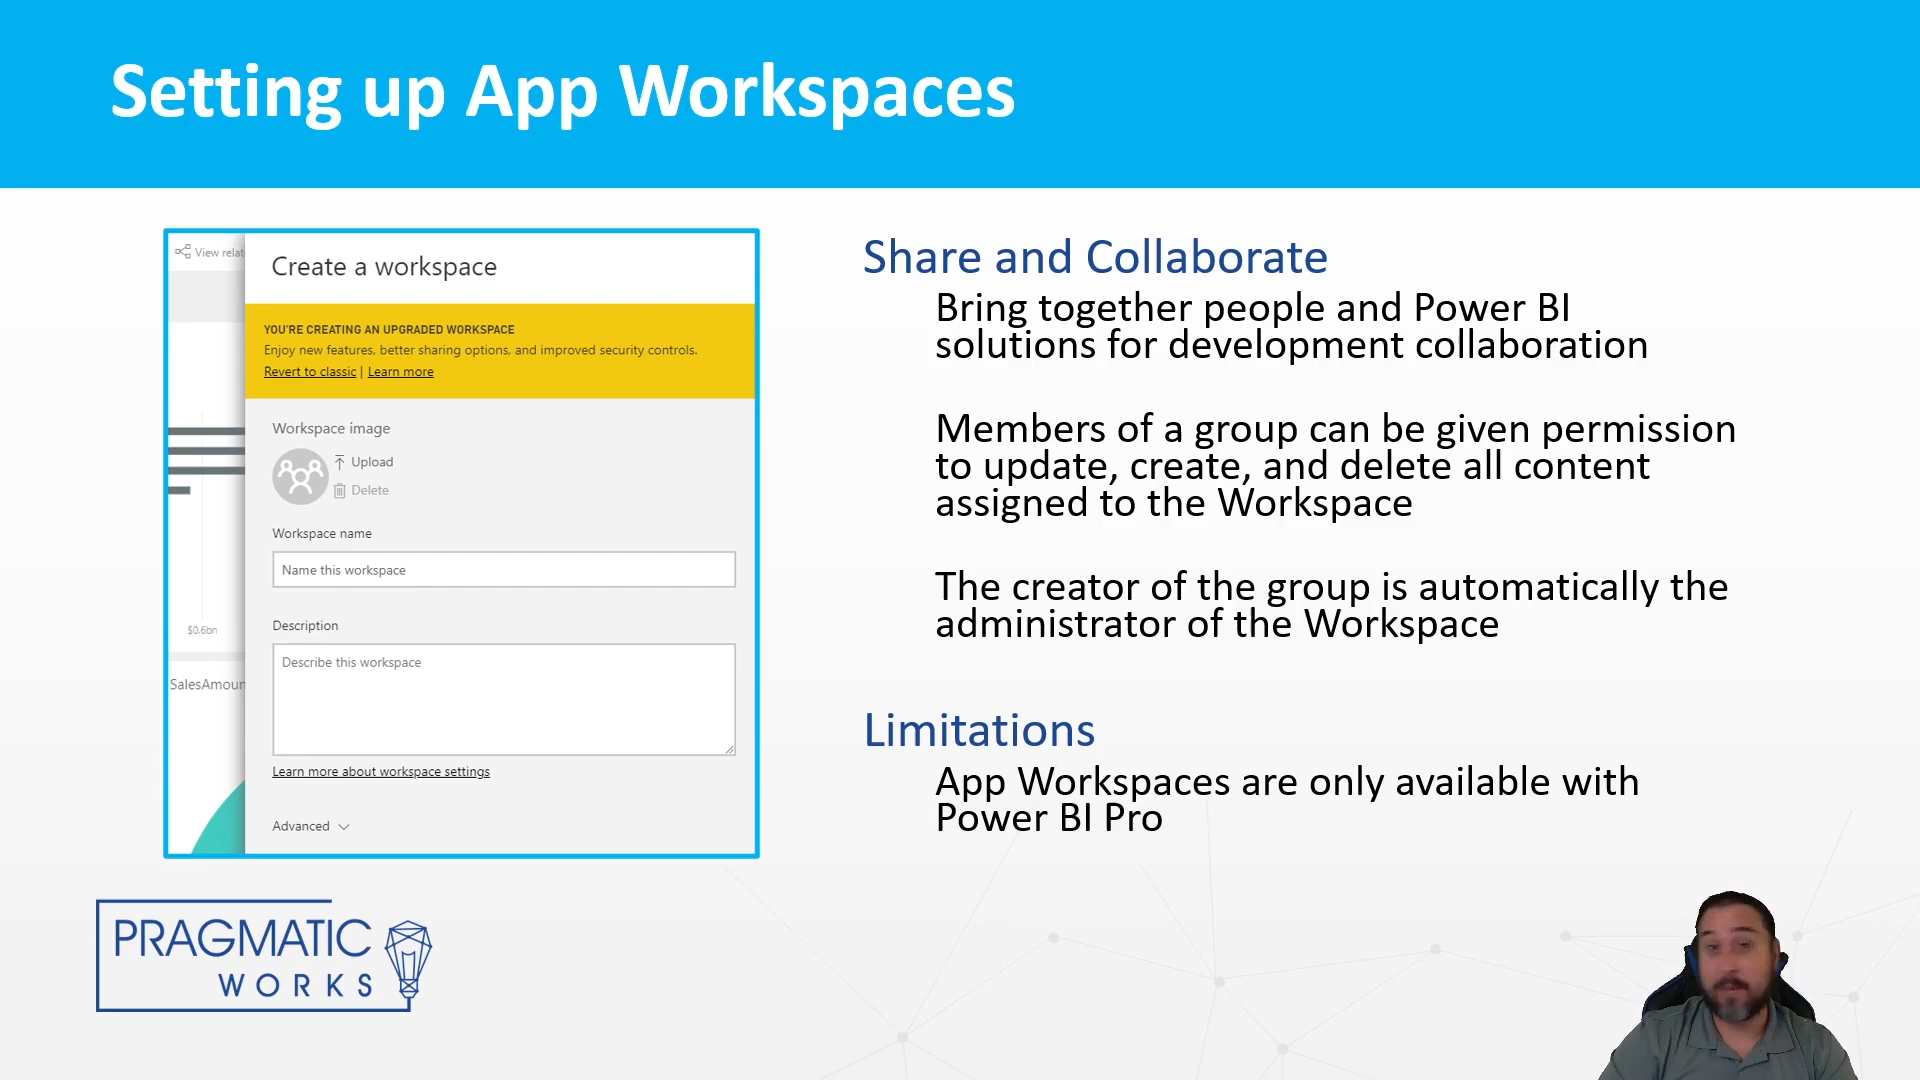 Setting up App Workspaces
View relat
Create a workspace
YOU'RE CREATING AN UPGRADED WORKSPACE
Enjoy new features, better sharing options, and improved security controls.
Revert to classic | Learn more
Workspace image
Upload
Delete
Workspace name
Name this workspace
Description
Describe this workspace
Learn more about workspace settings
Advanced
$0.6bn
SalesAmoun
Share and Collaborate
Bring together people and Power BI
solutions for development collaboration
Members of a group can be given permission
to update, create, and delete all content
assigned to the Workspace
The creator of the group is automatically the
administrator of the Workspace
Limitations
App Workspaces are only available with
Power BI Pro
PRAGMATIC
WORKS